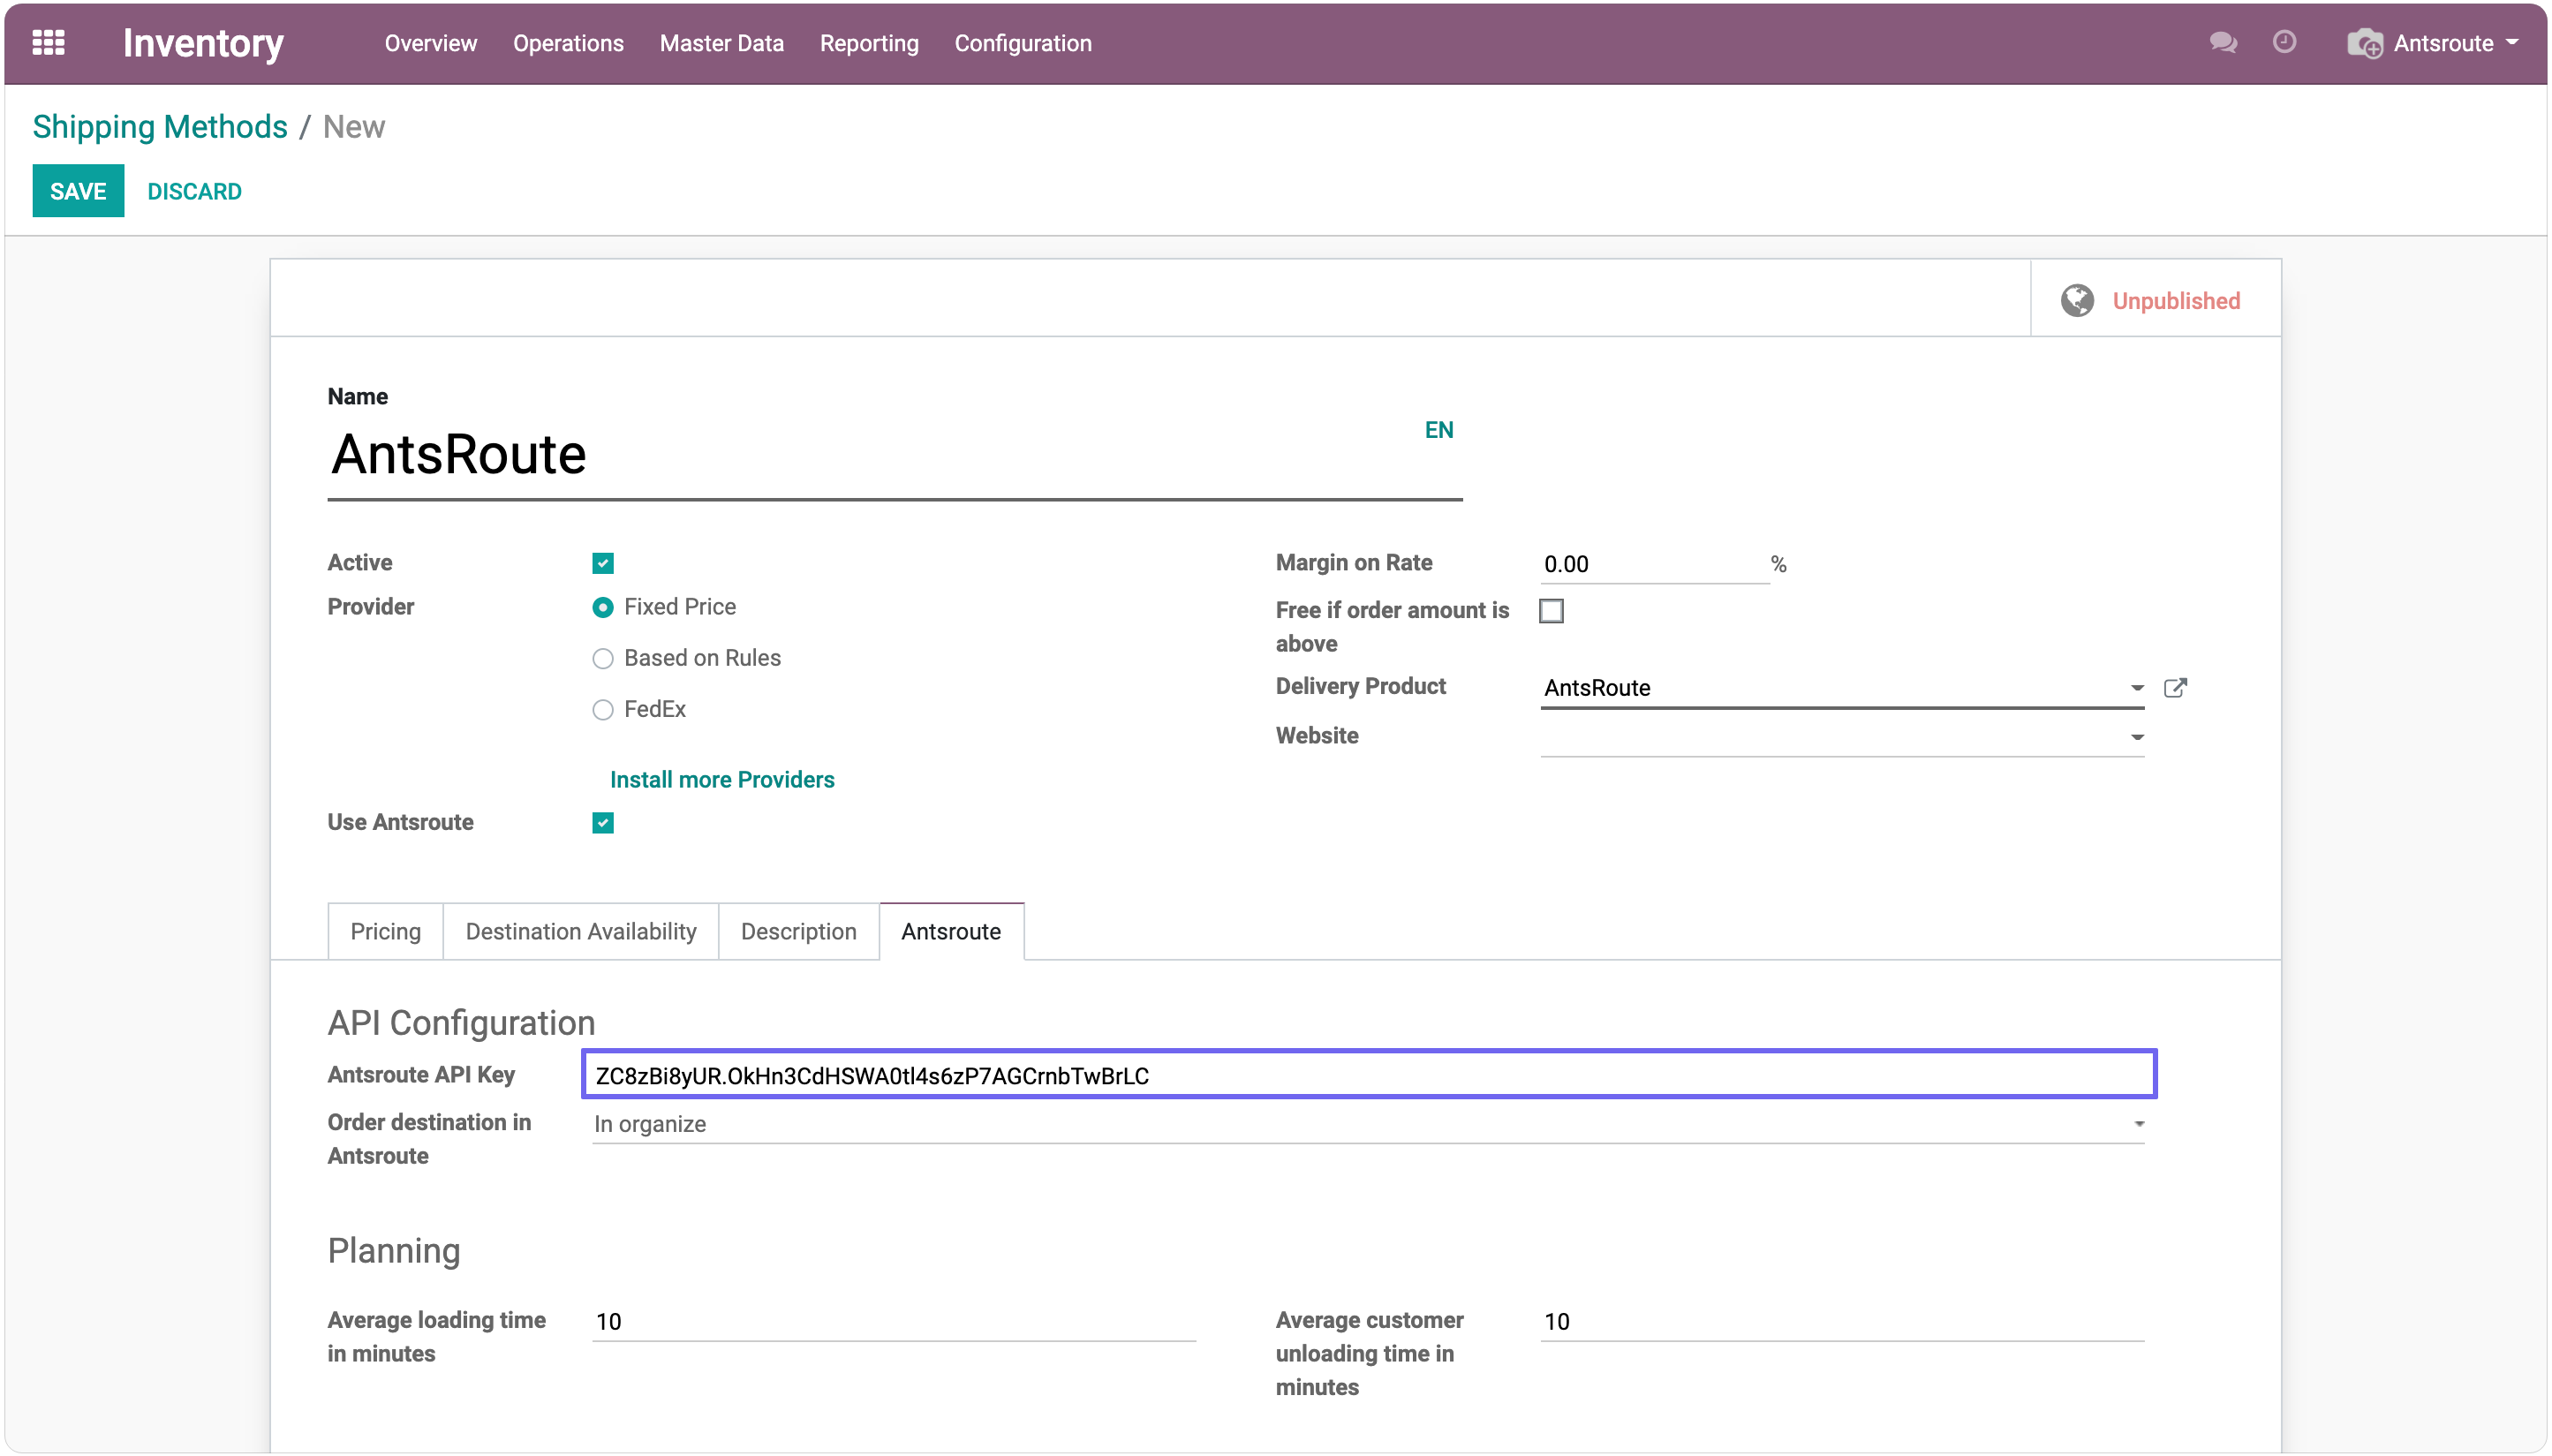 Inventory
Overview
Operations
Master Data
Reporting
Configuration
Antsroute
Shipping Methods / New
SAVE
DISCARD
Unpublished
Name
AntsRoute
EN
Active
Provider
Fixed Price
Based on Rules
FedEx
Install more Providers
Use Antsroute
Margin on Rate
0.00
%
Free if order amount is
above
Delivery Product
AntsRoute
Website
Pricing
Destination Availability
Description
Antsroute
API Configuration
Antsroute API Key
ZC8zBi8yUR.OkHn3CdHSWA0tl4s6zP7AGCrnbTwBrLC
Order destination in
Antsroute
In organize
Planning
Average loading time
in minutes
10
Average customer
unloading time in
minutes
10